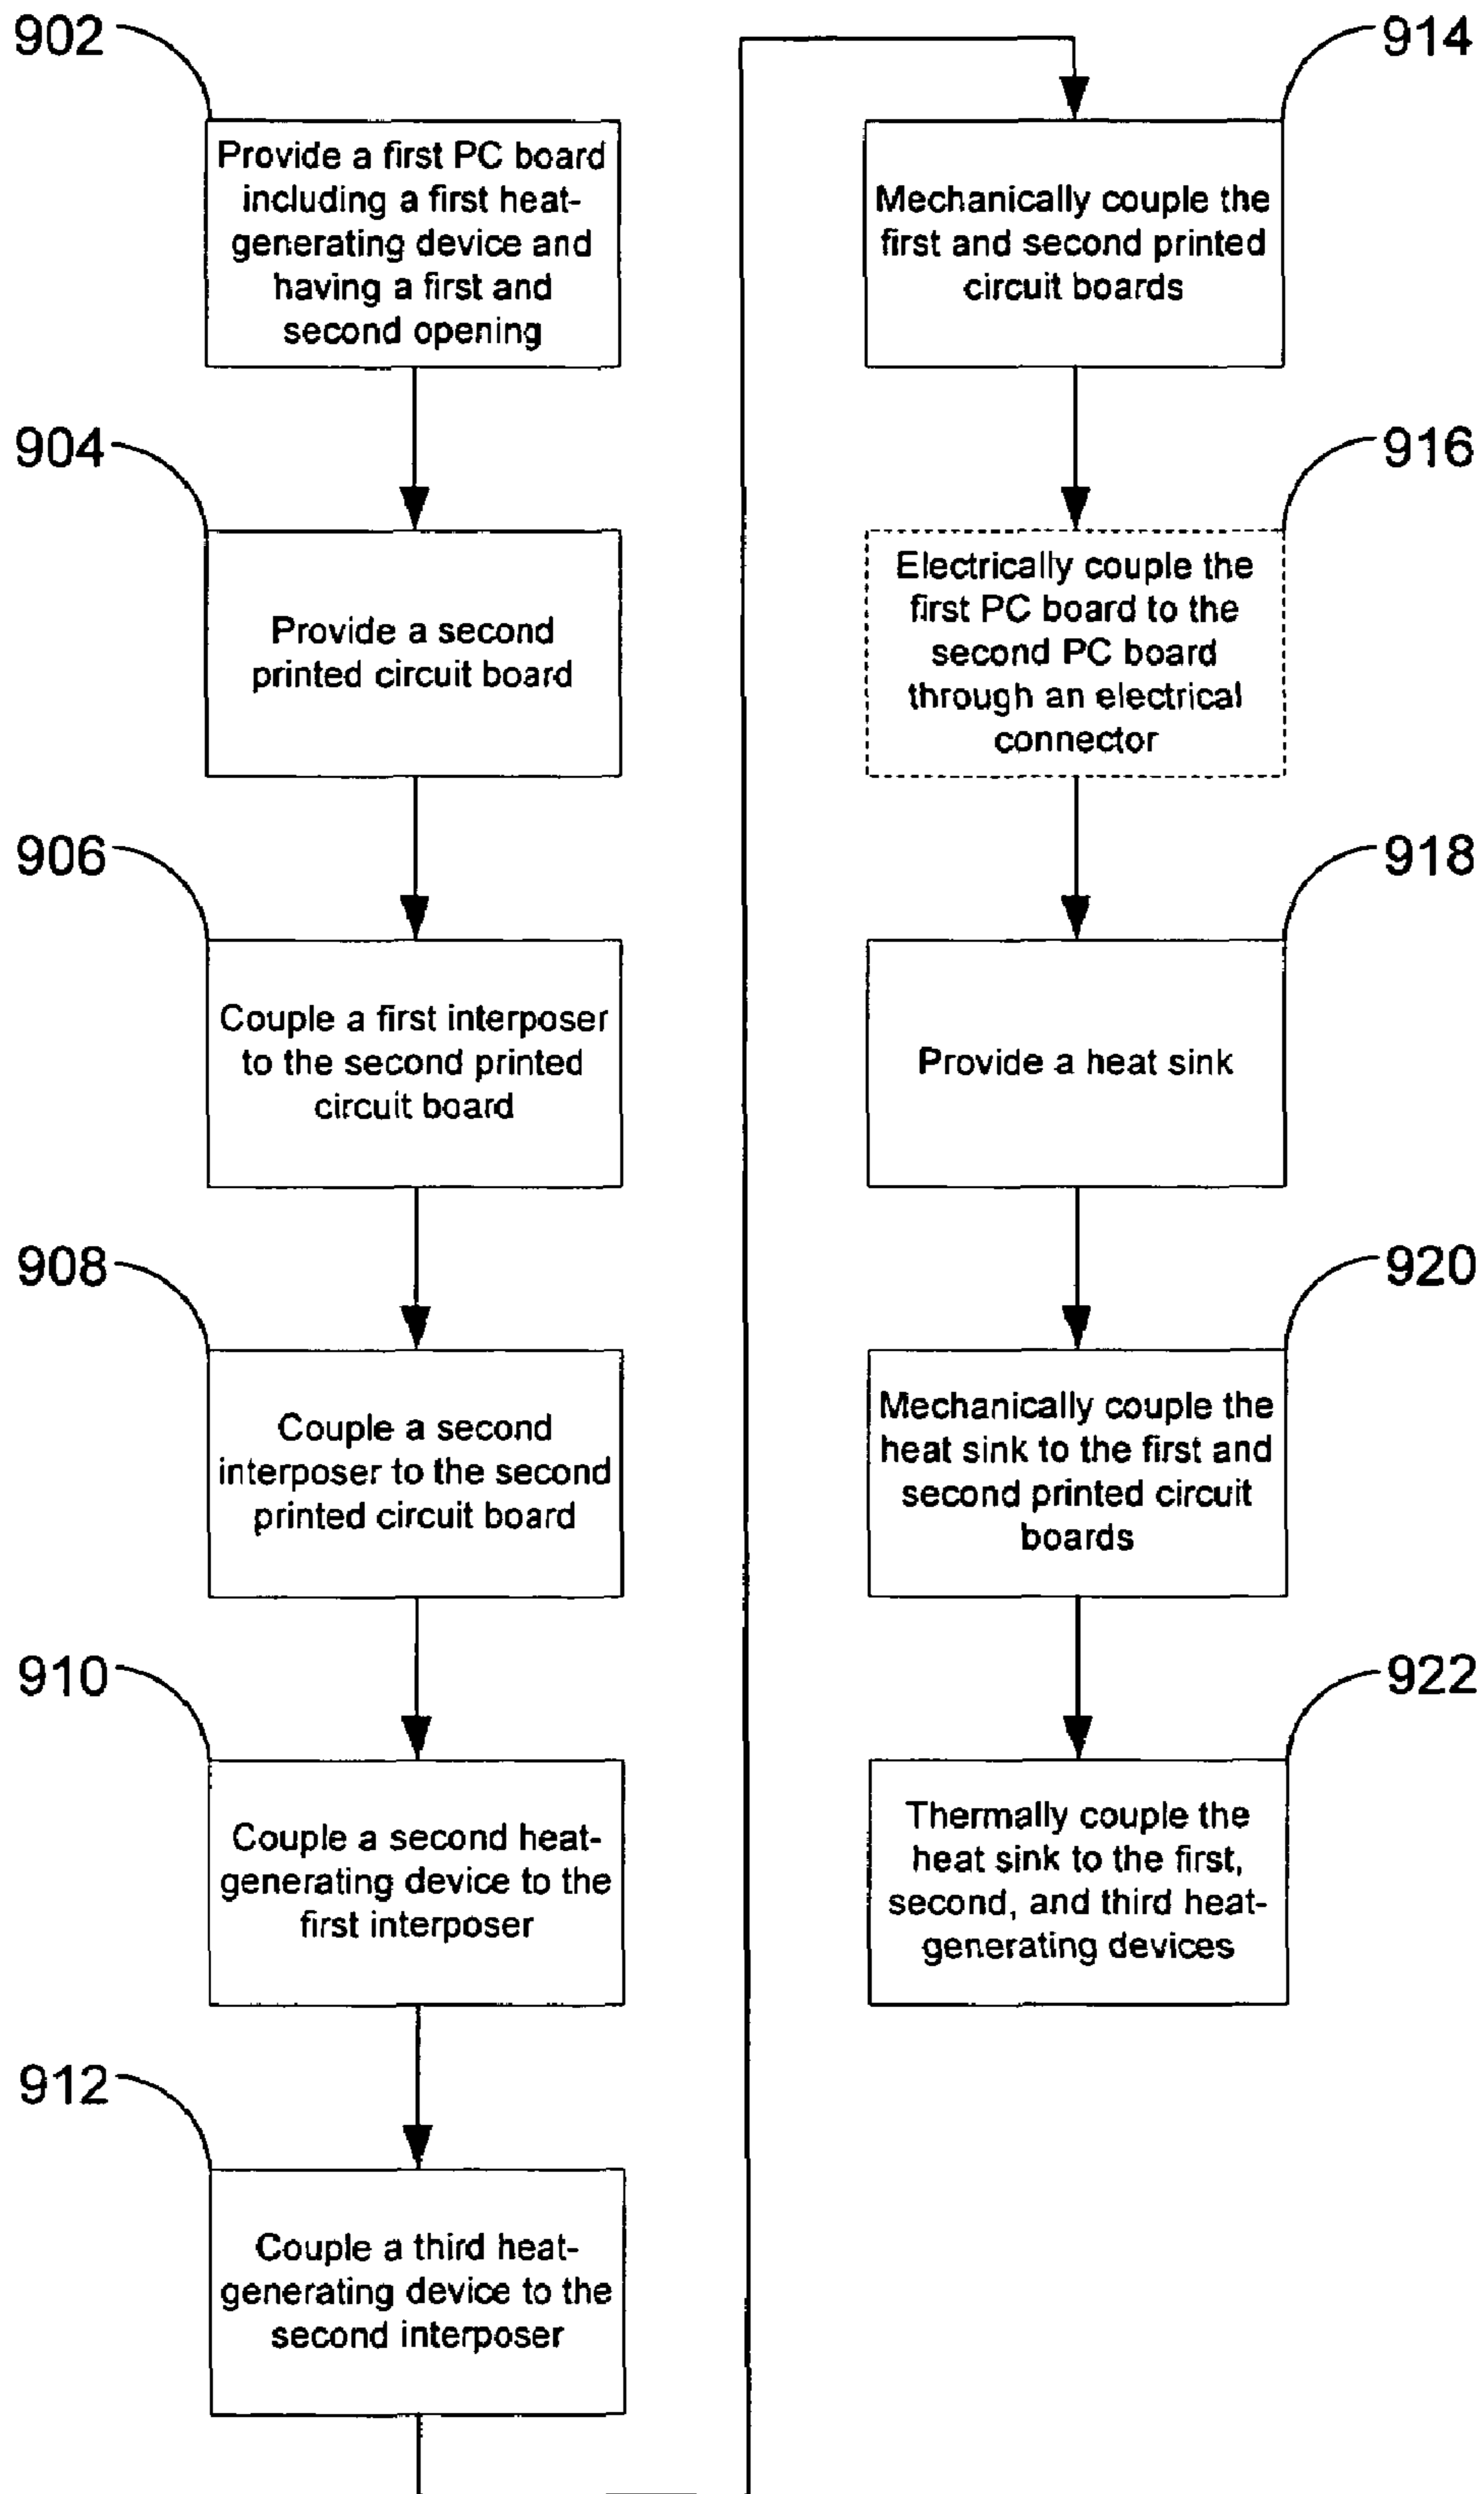 902
Provide a first PC board
including a first heat-
generating device and
having a first and
second opening
904
Provide a second
printed circuit board
906
Couple a first interposer
to the second printed
circuit board
908
Couple a second
interposer to the second
printed circuit board
910
Couple a second heat-
generating device to the
first interposer
912
Couple a third heat-
generating device to the
second interposer
914
Mechanically couple the
first and second printed
circuit boards
916
Electrically couple the
first PC board to the
second PC board
through an electrical
connector
918
Provide a heat sink
920
Mechanically couple the
heat sink to the first and
second printed circuit
boards
922
Thermally couple the
heat sink to the first,
second, and third heat-
generating devices